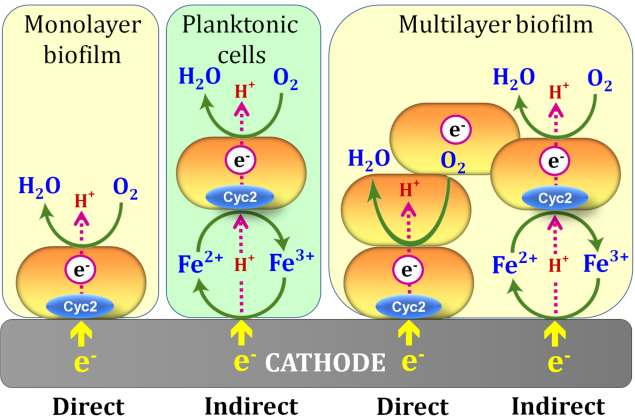 Monolayer
biofilm
H2O
H+
O2
e-
Cyc2
e-
Direct
Planktonic
cells
H2O
H+
O2
e-
Cyc2
Fe2+
H+
Fe3+
e-
Indirect
Multilayer biofilm
e-
H2O
O2
H+
e-
Cyc2
e-
Direct
H2O
H+
O2
e-
Cyc2
Fe2+
H+
Fe3+
e-
Indirect
CATHODE